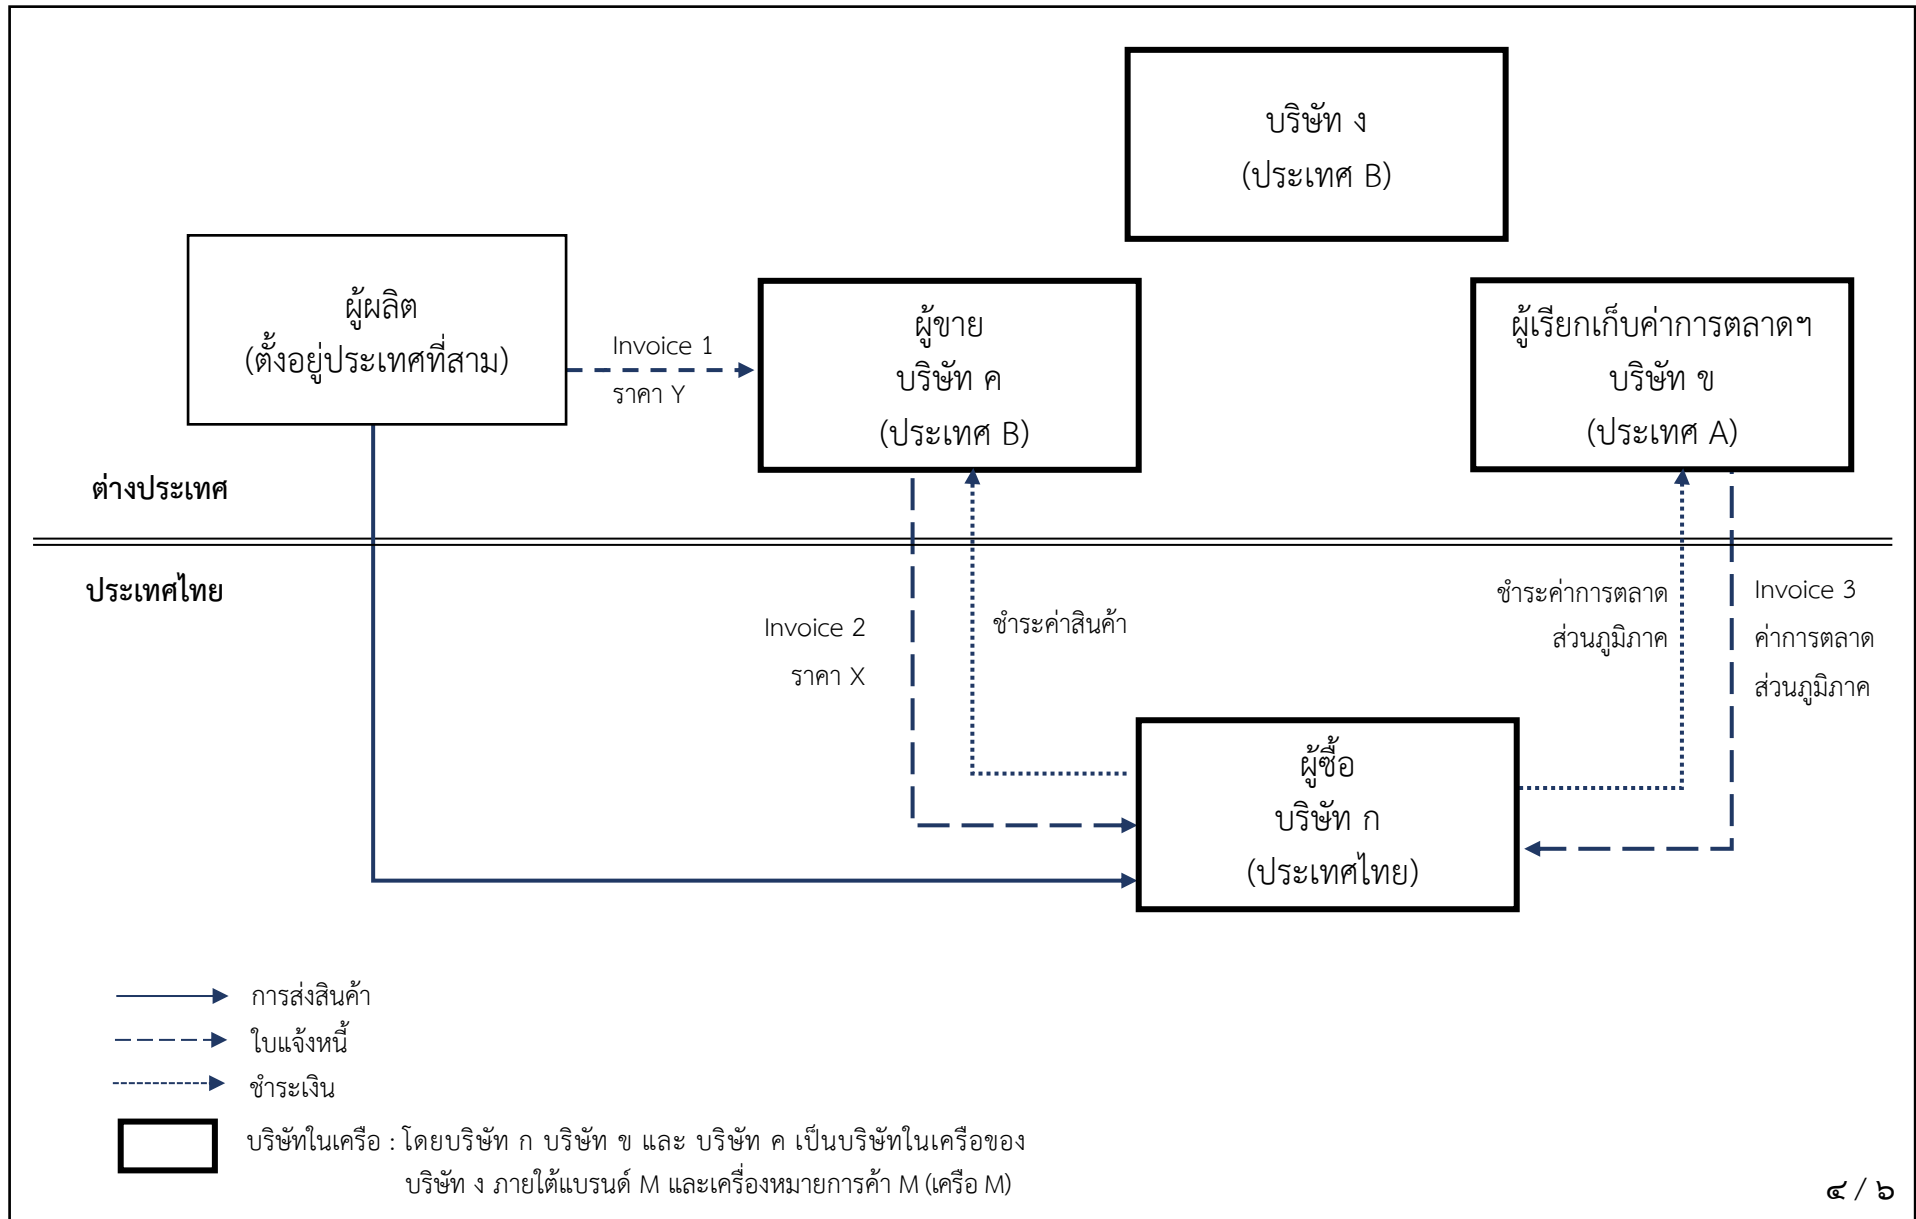 บริษัท ง
(ประเทศ B)
ผู้ผลิต
(ตั้งอยู่ประเทศที่สาม)
Invoice 1
ราคา Y
ผู้ขาย
บริษัท ค
(ประเทศ B)
ผู้เรียกเก็บค่าการตลาดฯ
บริษัท ข
(ประเทศ A)
ต่างประเทศ
ประเทศไทย
Invoice 2
ราคา X
ชำระค่าสินค้า
ชำระค่าการตลาด
ส่วนภูมิภาค
Invoice 3
ค่าการตลาด
ส่วนภูมิภาค
ผู้ซื้อ
บริษัท ก
(ประเทศไทย)
การส่งสินค้า
ใบแจ้งหนี้
ชำระเงิน
บริษัทในเครือ : โดยบริษัท ก บริษัท ข และ บริษัท ค เป็นบริษัทในเครือของ
บริษัท ง ภายใต้แบรนด์ M และเครื่องหมายการค้า M (เครือ M)
๔ / ๖